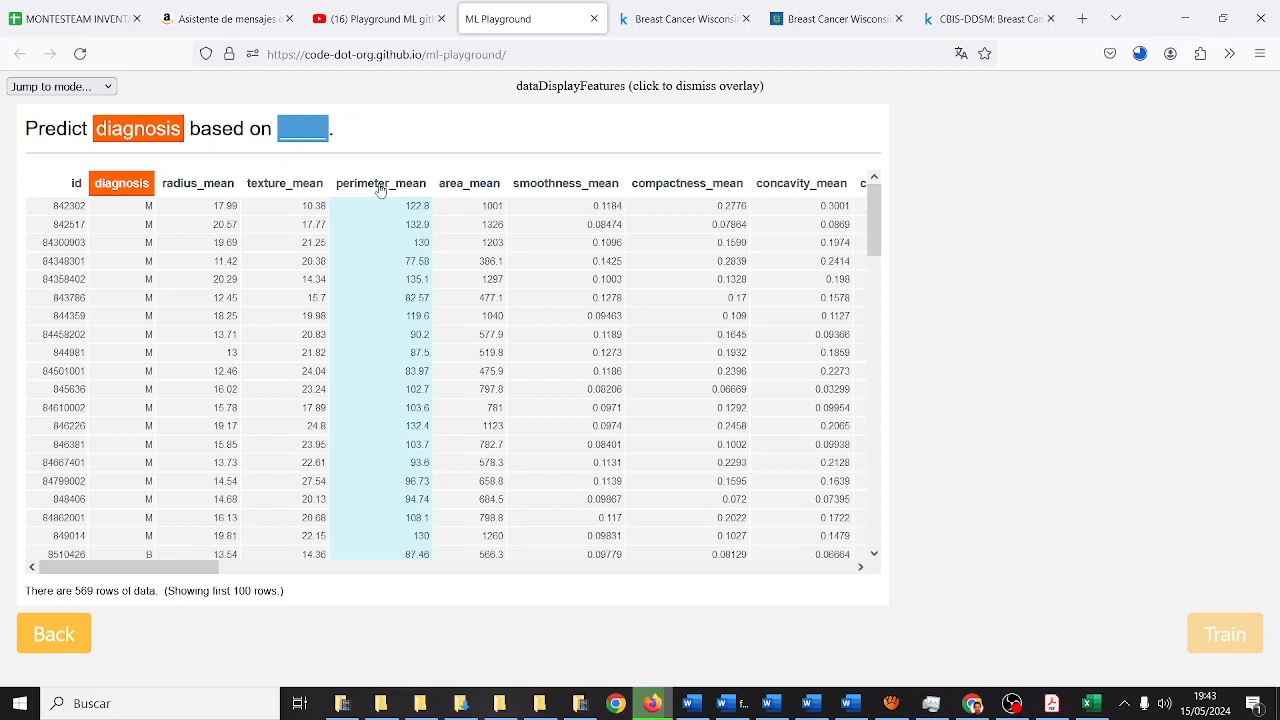 MONTESTIM INVENTA
Asistente de mensajes
(16) Playground ML git
ML Playground
Breast Cancer Wisconsi
Breast Cancer Wisconsi
CBIS-DDSM: Breast Can
https://code-dot-org.github.io/ml-playground/
Jump to mode...
dataDisplayFeatures (click to dismiss overlay)
Predict diagnosis based on ____.
id diagnosis radius_mean texture_mean perimeter_mean area_mean smoothness_mean compactness_mean concavity_mean c
842302 M 17.99 10.38 122.8 1001 0.1184 0.2776 0.3001
842517 M 20.57 17.77 132.9 1326 0.08474 0.07864 0.0869
84300903 M 19.69 21.25 130 1203 0.1096 0.1599 0.1974
84348301 M 11.42 20.38 77.58 386.1 0.1425 0.2839 0.2414
84358402 M 20.29 14.34 135.1 1297 0.1003 0.1328 0.198
843786 M 12.45 15.7 82.57 477.1 0.1278 0.17 0.1578
844359 M 18.25 19.98 119.6 1040 0.09463 0.109 0.1127
84458202 M 13.71 20.83 90.2 577.9 0.1189 0.1645 0.09366
844981 M 13 21.82 87.5 519.8 0.1273 0.1932 0.1859
84501001 M 12.46 24.04 83.97 475.9 0.1186 0.2396 0.2273
845636 M 16.02 23.24 102.7 797.8 0.08206 0.06669 0.03299
84610002 M 15.78 17.89 103.6 781 0.0971 0.1292 0.09954
846226 M 19.17 24.8 132.4 1123 0.0974 0.2458 0.2065
846381 M 15.85 23.95 103.7 782.7 0.08401 0.1002 0.09938
84667401 M 13.73 22.61 93.6 578.3 0.1131 0.2293 0.2128
84799002 M 14.54 27.54 96.73 658.8 0.1139 0.1595 0.1639
848406 M 14.68 20.13 94.74 684.5 0.09867 0.072 0.07395
84862001 M 16.13 20.68 108.1 798.8 0.117 0.2022 0.1722
849014 M 19.81 22.15 130 1260 0.09831 0.1027 0.1479
8510426 B 13.54 14.36 87.46 566.3 0.09779 0.08129 0.06664
There are 569 rows of data. (Showing first 100 rows.)
Back
Train
Buscar
19:43
15/05/2024